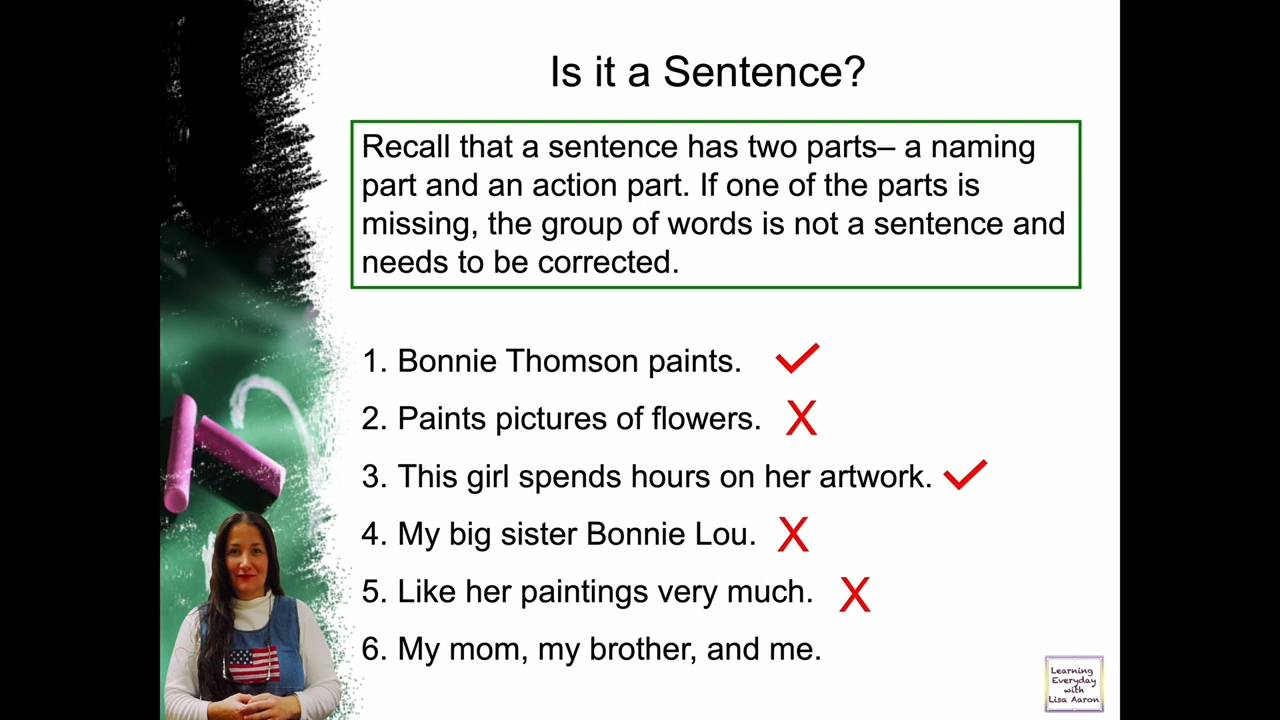 Is it a Sentence?
Recall that a sentence has two parts– a naming
part and an action part. If one of the parts is
missing, the group of words is not a sentence and
needs to be corrected.
1. Bonnie Thomson paints. ✓
2. Paints pictures of flowers. X
3. This girl spends hours on her artwork. ✓
4. My big sister Bonnie Lou. X
5. Like her paintings very much. X
6. My mom, my brother, and me.
Learning
Everyday
with
Lisa Aaron